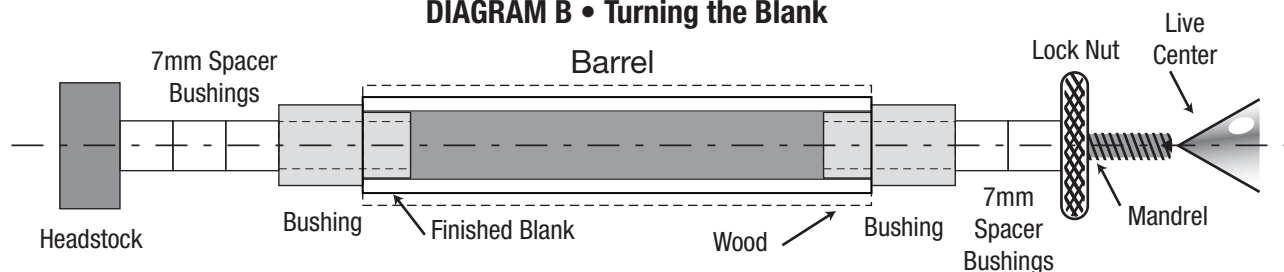 DIAGRAM B • Turning the Blank
7mm Spacer
Bushings
Barrel
Lock Nut
Live
Center
Headstock
Bushing
Finished Blank
Wood
Bushing
7mm
Spacer
Bushings
Mandrel